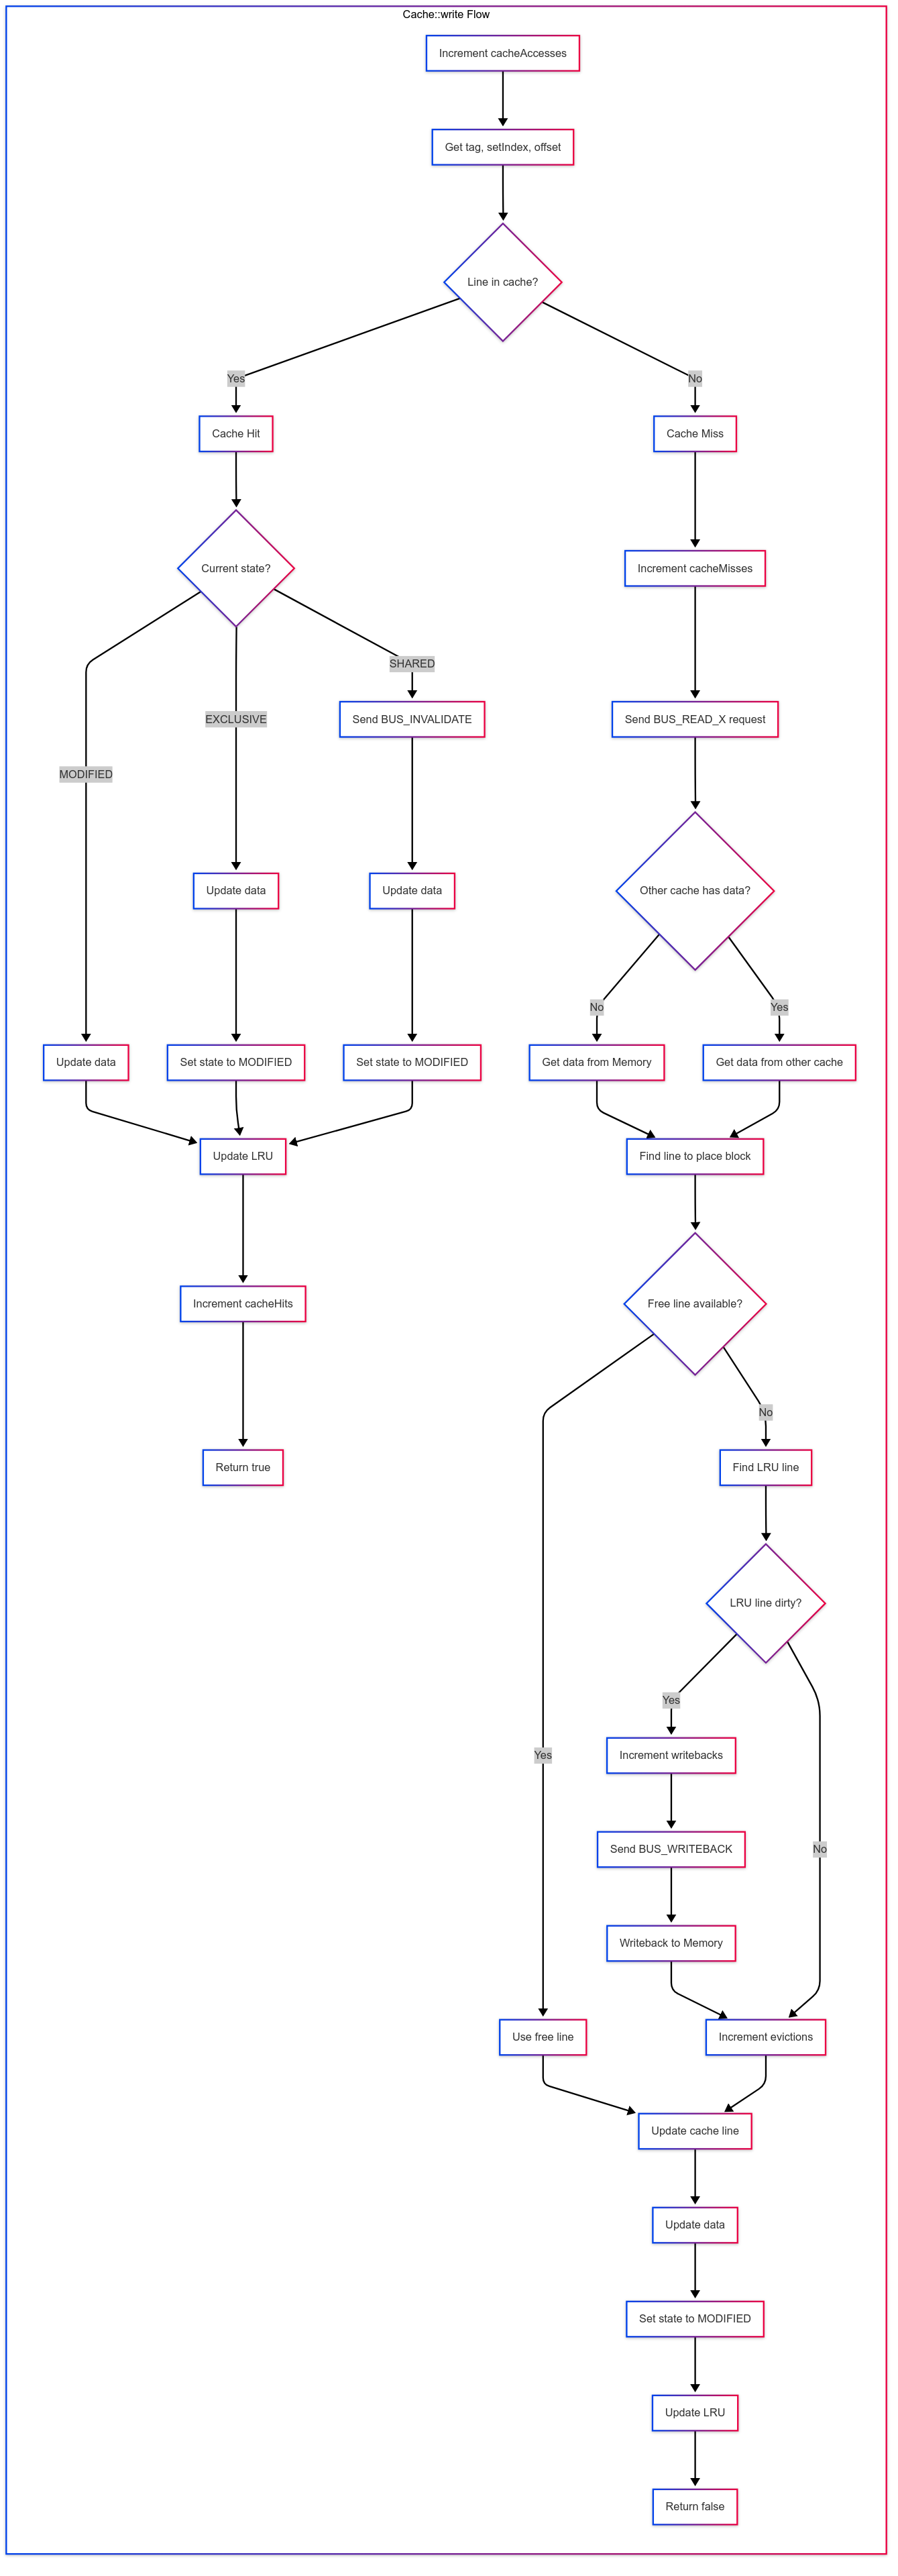 Cache::write Flow
Increment cacheAccesses
Get tag, setIndex, offset
Line in cache?
Yes
No
Cache Hit
Cache Miss
Current state?
Increment cacheMisses
SHARED
EXCLUSIVE
MODIFIED
Send BUS_INVALIDATE
Send BUS_READ_X request
Update data
Update data
Other cache has data?
No
Yes
Update data
Set state to MODIFIED
Set state to MODIFIED
Get data from Memory
Get data from other cache
Update LRU
Find line to place block
Increment cacheHits
Free line available?
No
Return true
Find LRU line
LRU line dirty?
Yes
Yes
Increment writebacks
Send BUS_WRITEBACK
No
Writeback to Memory
Use free line
Increment evictions
Update cache line
Update data
Set state to MODIFIED
Update LRU
Return false